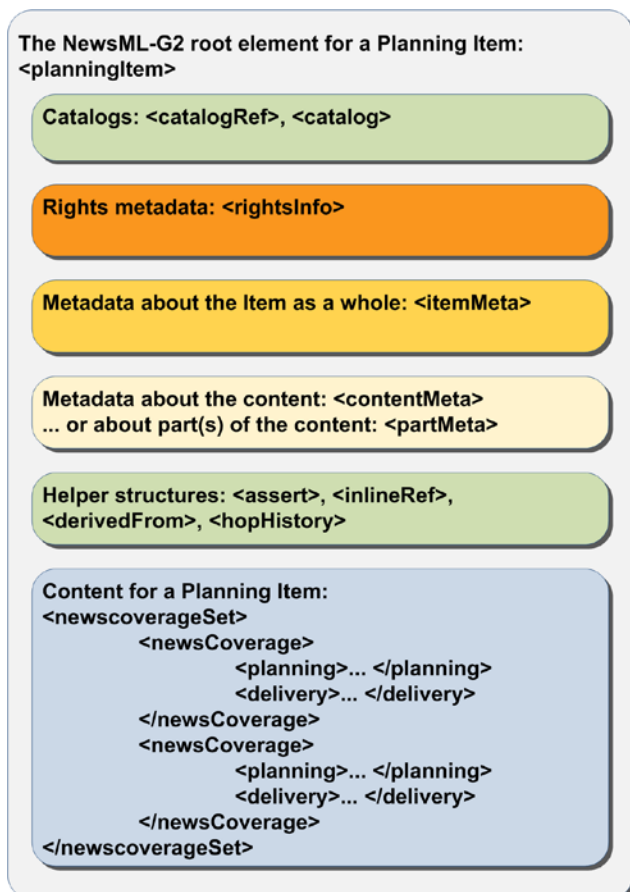 The NewsML-G2 root element for a Planning Item:
<planningItem>
Catalogs: <catalogRef>, <catalog>
Rights metadata: <rightsInfo>
Metadata about the Item as a whole: <itemMeta>
Metadata about the content: <contentMeta>
... or about part(s) of the content: <partMeta>
Helper structures: <assert>, <inlineRef>,
<derivedFrom>, <hopHistory>
Content for a Planning Item:
<newscoverageSet>
<newsCoverage>
<planning>... </planning>
<delivery>... </delivery>
</newsCoverage>
<newsCoverage>
<planning>... </planning>
<delivery>... </delivery>
</newsCoverage>
</newscoverageSet>